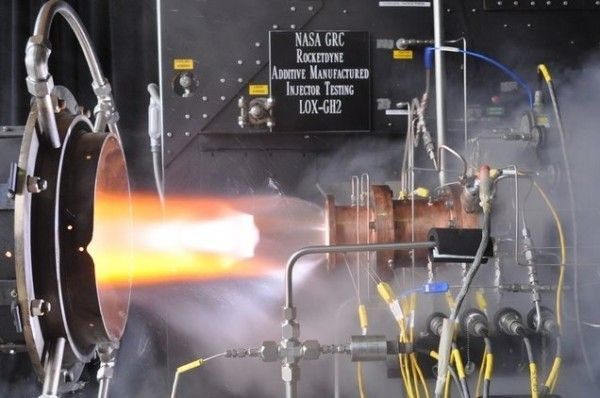 NASA GRC
Rocketdyne
Additive Manufactured
Injector Testing
LOX-GH2